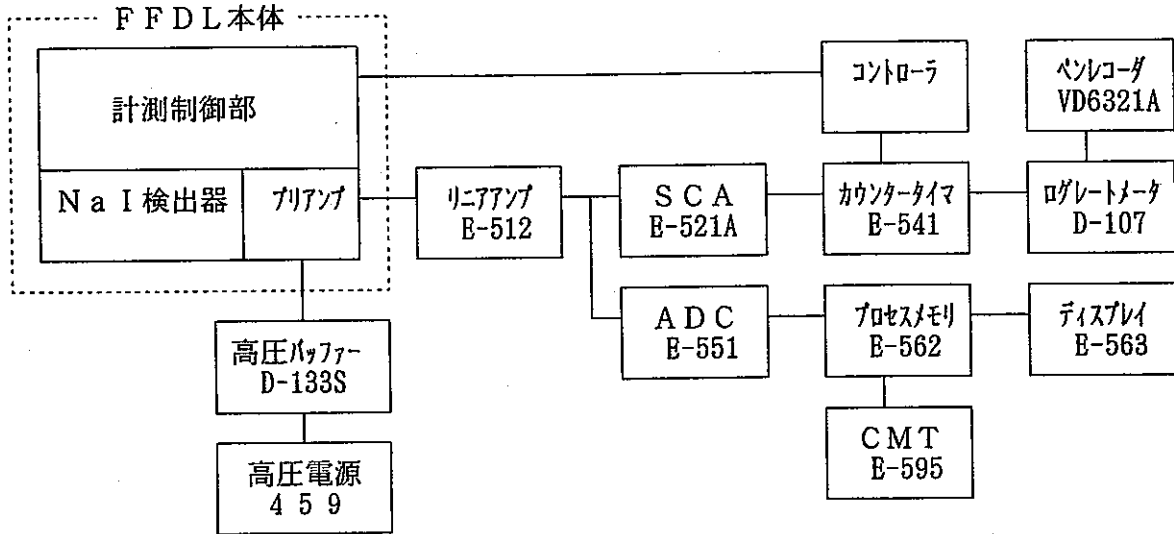 FFDL本体
計測制御部
NaI検出器
プリアンプ
リニアアンプ
E-512
SCA
E-521A
ADC
E-551
コントローラ
カウンタータイマ
E-541
プロセスメモリ
E-562
CMT
E-595
ペンレコーダ
VD6321A
ログレートメータ
D-107
ディスプレイ
E-563
高圧バッファー
D-133S
高圧電源
459